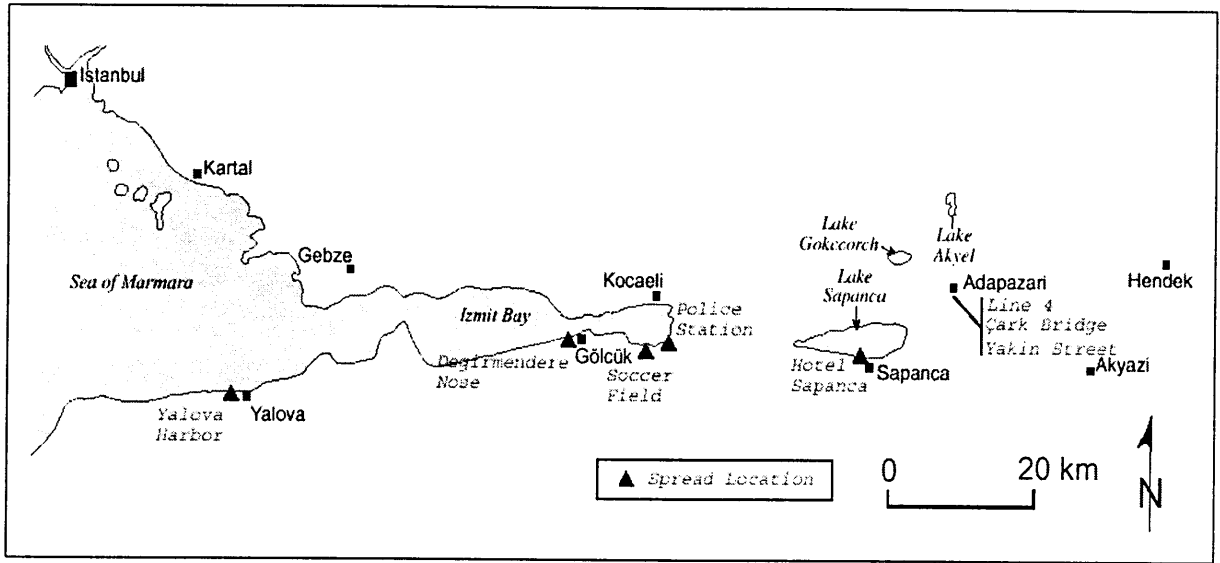 Istanbul
Kartal
Gebze
Sea of Marmara
Izmit Bay
Kocaeli
Police
Station
Degirmendere
Nose
Gölcük
Soccer
Field
Yalova
Harbor
Yalova
Lake
Gokccorch
Lake
Akyel
Lake
Sapanca
Hotel
Sapanca
Sapanca
Adapazari
Line 4
Çark Bridge
Yakin Street
Hendek
Akyazi
Spread Location
0 20 km
N